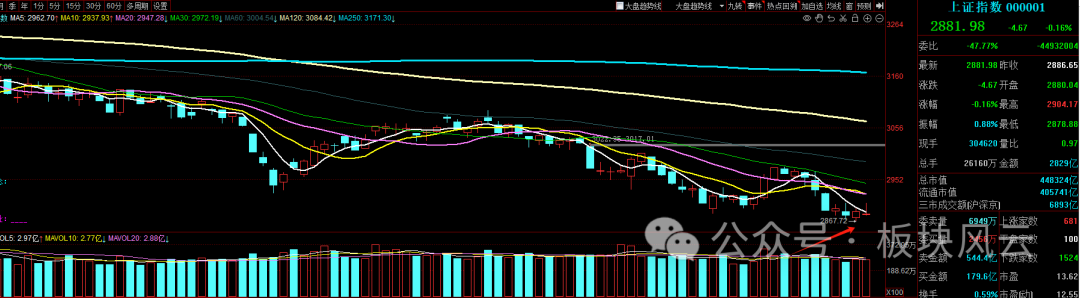 季 年 1分 5分 15分 30分 60分 多周期 设置
大盘趋势线 大盘趋势线 九转 事件 热点回溯 加自选 均线 窗 预测
数 MA5: 2962.70↑ MA10: 2937.93↑ MA20: 2947.28↓ MA30: 2972.19↓ MA60: 3004.54↓ MA120: 3084.42↓ MA250: 3171.30↓
3264
3160
3056
2952
3022.35-3017.01
2867.72
OL5: 2.97亿↑ MAVOL10: 2.77亿↓ MAVOL20: 2.88亿↓
188.62万
X100
上证指数 000001
2881.98 -4.67 -0.16%
委比 -47.77% -44932004
最新 2881.98 昨收 2886.65
涨跌 -4.67 开盘 2880.04
涨幅 -0.16% 最高 2904.17
振幅 0.88% 最低 2878.88
现手 304620 量比 0.97
总手 26160万 金额 2829亿
总市值 448324亿
流通市值 405741亿
三市成交额(沪深京) 6893亿
委卖量 6949万 上涨家数 681
委买量 平盘家数 100
卖金额 544.4亿 下跌家数 1524
买金额 179.6亿 市盈 13.62
换手 0.59% 市盈(动) 12.55
公众号：板块风云